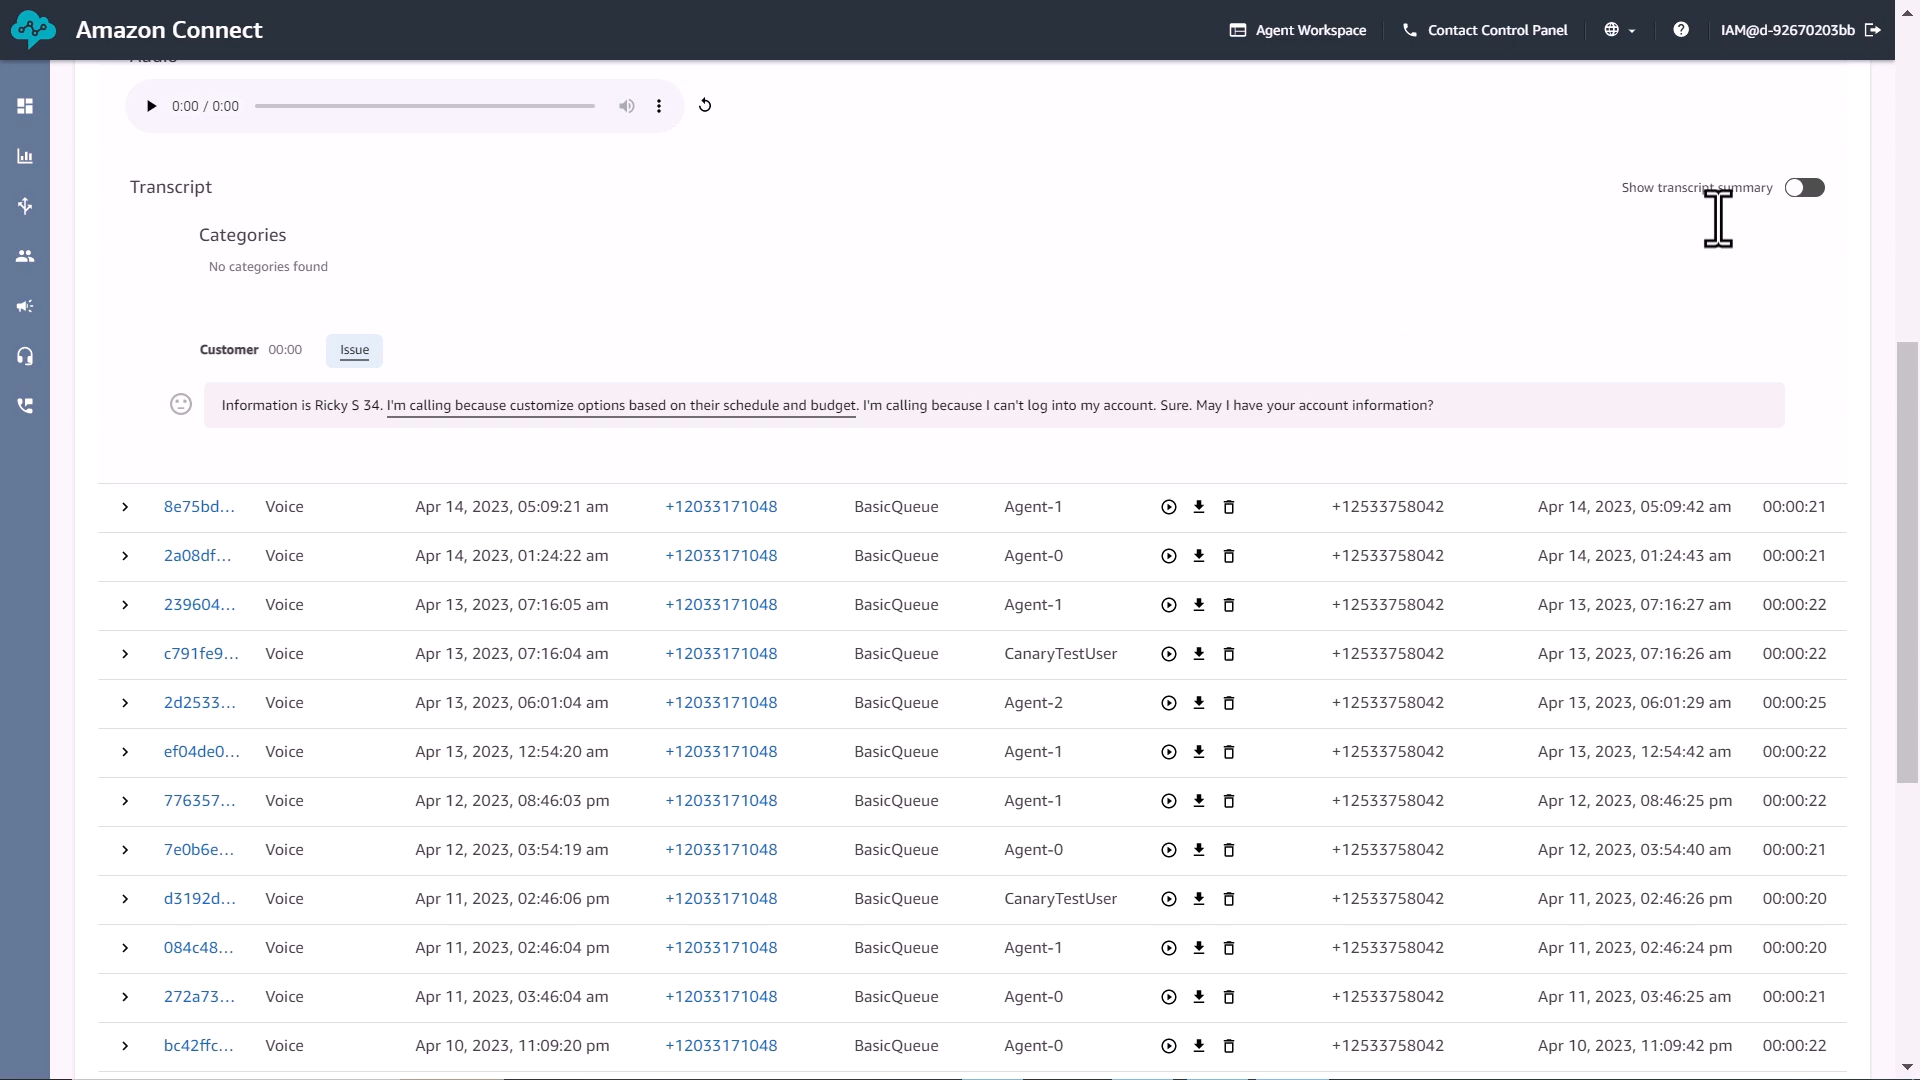 Amazon Connect
Agent Workspace
Contact Control Panel
IAM@d-92670203bb
Audio
0:00 / 0:00
Transcript
Show transcript summary
Categories
No categories found
Customer 00:00 Issue
Information is Ricky S 34. I'm calling because customize options based on their schedule and budget. I'm calling because I can't log into my account. Sure. May I have your account information?
8e75bd... Voice Apr 14, 2023, 05:09:21 am +12033171048 BasicQueue Agent-1 +12533758042 Apr 14, 2023, 05:09:42 am 00:00:21
2a08df... Voice Apr 14, 2023, 01:24:22 am +12033171048 BasicQueue Agent-0 +12533758042 Apr 14, 2023, 01:24:43 am 00:00:21
239604... Voice Apr 13, 2023, 07:16:05 am +12033171048 BasicQueue Agent-1 +12533758042 Apr 13, 2023, 07:16:27 am 00:00:22
c791fe9... Voice Apr 13, 2023, 07:16:04 am +12033171048 BasicQueue CanaryTestUser +12533758042 Apr 13, 2023, 07:16:26 am 00:00:22
2d2533... Voice Apr 13, 2023, 06:01:04 am +12033171048 BasicQueue Agent-2 +12533758042 Apr 13, 2023, 06:01:29 am 00:00:25
ef04de0... Voice Apr 13, 2023, 12:54:20 am +12033171048 BasicQueue Agent-1 +12533758042 Apr 13, 2023, 12:54:42 am 00:00:22
776357... Voice Apr 12, 2023, 08:46:03 pm +12033171048 BasicQueue Agent-1 +12533758042 Apr 12, 2023, 08:46:25 pm 00:00:22
7e0b6e... Voice Apr 12, 2023, 03:54:19 am +12033171048 BasicQueue Agent-0 +12533758042 Apr 12, 2023, 03:54:40 am 00:00:21
d3192d... Voice Apr 11, 2023, 02:46:06 pm +12033171048 BasicQueue CanaryTestUser +12533758042 Apr 11, 2023, 02:46:26 pm 00:00:20
084c48... Voice Apr 11, 2023, 02:46:04 pm +12033171048 BasicQueue Agent-1 +12533758042 Apr 11, 2023, 02:46:24 pm 00:00:20
272a73... Voice Apr 11, 2023, 03:46:04 am +12033171048 BasicQueue Agent-0 +12533758042 Apr 11, 2023, 03:46:25 am 00:00:21
bc42ffc... Voice Apr 10, 2023, 11:09:20 pm +12033171048 BasicQueue Agent-0 +12533758042 Apr 10, 2023, 11:09:42 pm 00:00:22